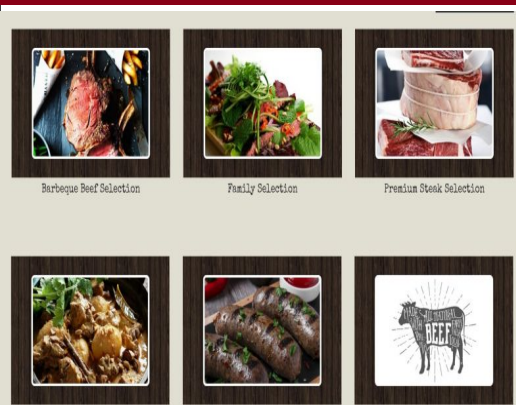 Barbeque Beef Selection
Family Selection
Premium Steak Selection
ALL NATURAL
BEEF